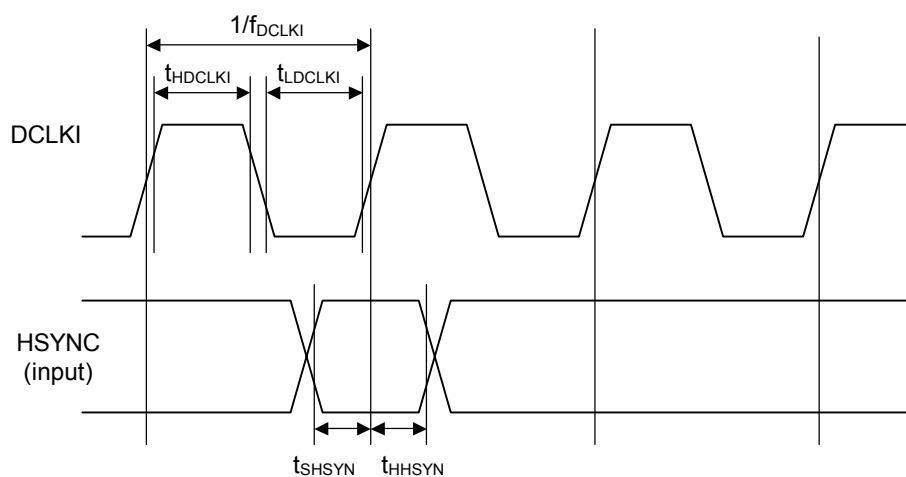 1/fDCLKI
tHDCLKI tLDCLKI
DCLKI
HSYNC
(input)
tSHSYN tHHSYN